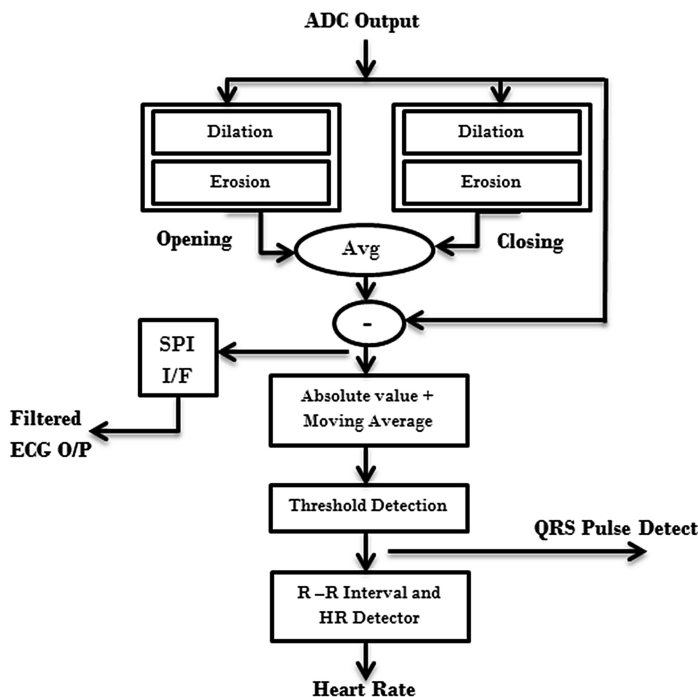 ADC Output
Dilation
Erosion
Dilation
Erosion
Opening
Avg
Closing
-
SPI
I/F
Filtered
ECG O/P
Absolute value +
Moving Average
Threshold Detection
QRS Pulse Detect
R –R Interval and
HR Detector
Heart Rate